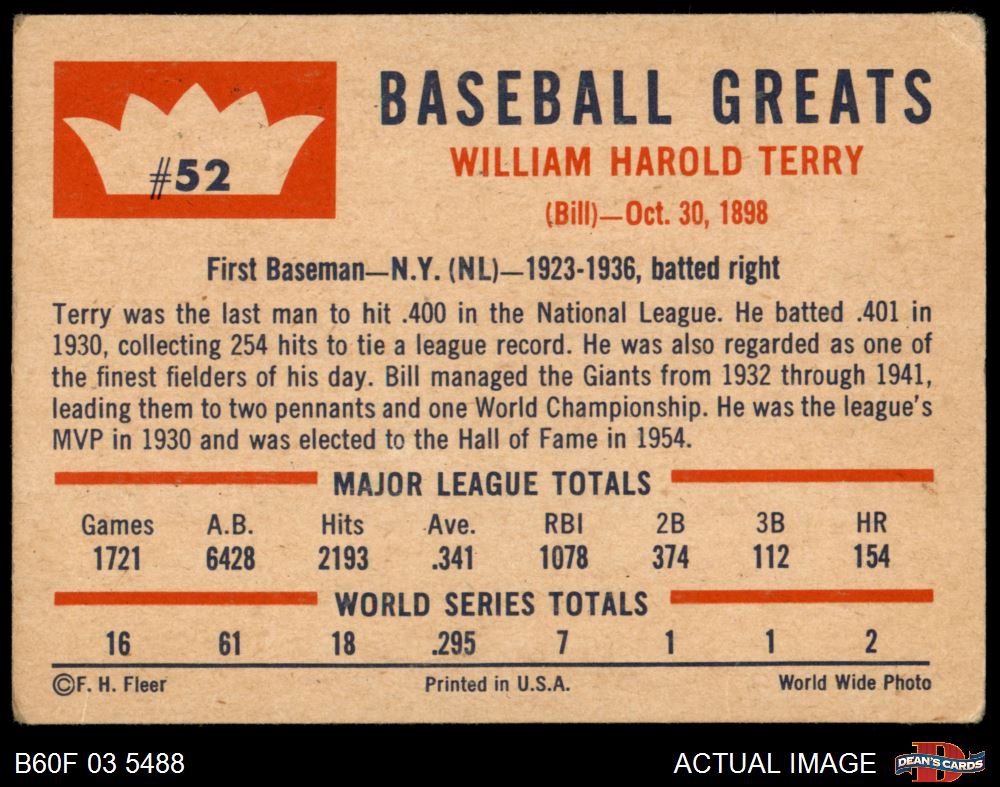 #52
BASEBALL GREATS
WILLIAM HAROLD TERRY
(Bill)—Oct. 30, 1898
First Baseman—N.Y. (NL)—1923-1936, batted right
Terry was the last man to hit .400 in the National League. He batted .401 in
1930, collecting 254 hits to tie a league record. He was also regarded as one of
the finest fielders of his day. Bill managed the Giants from 1932 through 1941,
leading them to two pennants and one World Championship. He was the league's
MVP in 1930 and was elected to the Hall of Fame in 1954.
MAJOR LEAGUE TOTALS
Games A.B. Hits Ave. RBI 2B 3B HR
1721 6428 2193 .341 1078 374 112 154
WORLD SERIES TOTALS
16 61 18 .295 7 1 1 2
©F. H. Fleer Printed in U.S.A. World Wide Photo
B60F 03 5488 ACTUAL IMAGE D DEAN'S CARDS